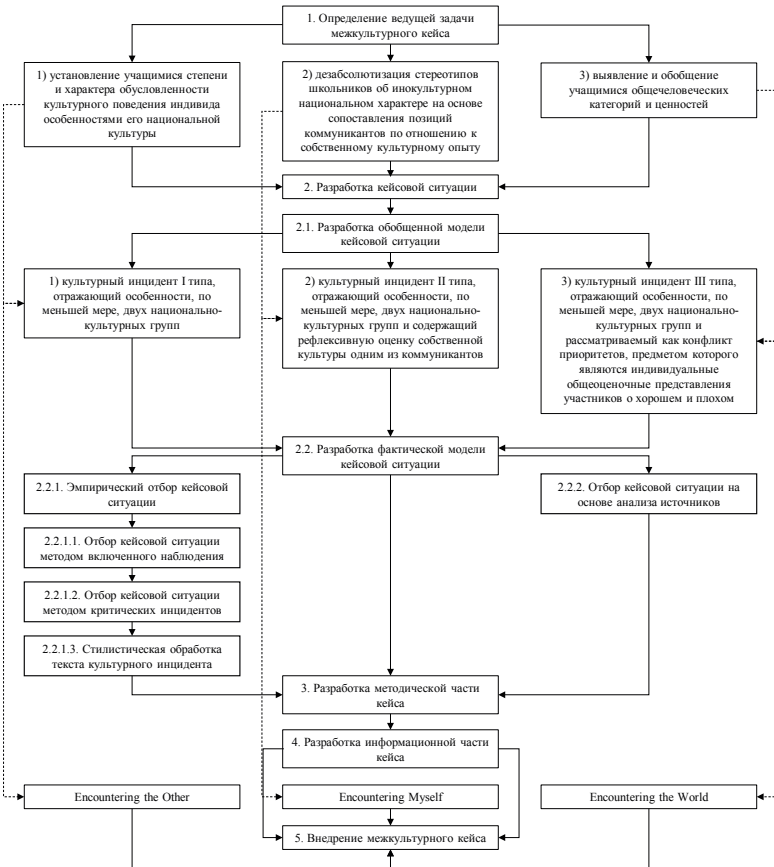 1. Определение ведущей задачи
межкультурного кейса
1) установление учащимися степени
и характера обусловленности
культурного поведения индивида
особенностями его национальной
культуры
2) дезабсолютизация стереотипов
школьников об инокультурном
национальном характере на основе
сопоставления позиций
коммуникантов по отношению к
собственному культурному опыту
3) выявление и обобщение
учащимися общечеловеческих
категорий и ценностей
2. Разработка кейсовой ситуации
2.1. Разработка обобщенной модели
кейсовой ситуации
1) культурный инцидент I типа,
отражающий особенности, по
меньшей мере, двух национально-
культурных групп
2) культурный инцидент II типа,
отражающий особенности, по
меньшей мере, двух национально-
культурных групп и содержащий
рефлексивную оценку собственной
культуры одним из коммуникантов
3) культурный инцидент III типа,
отражающий особенности, по
меньшей мере, двух национально-
культурных групп и
рассматриваемый как конфликт
приоритетов, предметом которого
являются индивидуальные
общеоценочные представления
участников о хорошем и плохом
2.2. Разработка фактической модели
кейсовой ситуации
2.2.1. Эмпирический отбор кейсовой
ситуации
2.2.2. Отбор кейсовой ситуации на
основе анализа источников
2.2.1.1. Отбор кейсовой ситуации
методом включенного наблюдения
2.2.1.2. Отбор кейсовой ситуации
методом критических инцидентов
2.2.1.3. Стилистическая обработка
текста культурного инцидента
3. Разработка методической части
кейса
4. Разработка информационной части
кейса
Encountering the Other
Encountering Myself
Encountering the World
5. Внедрение межкультурного кейса